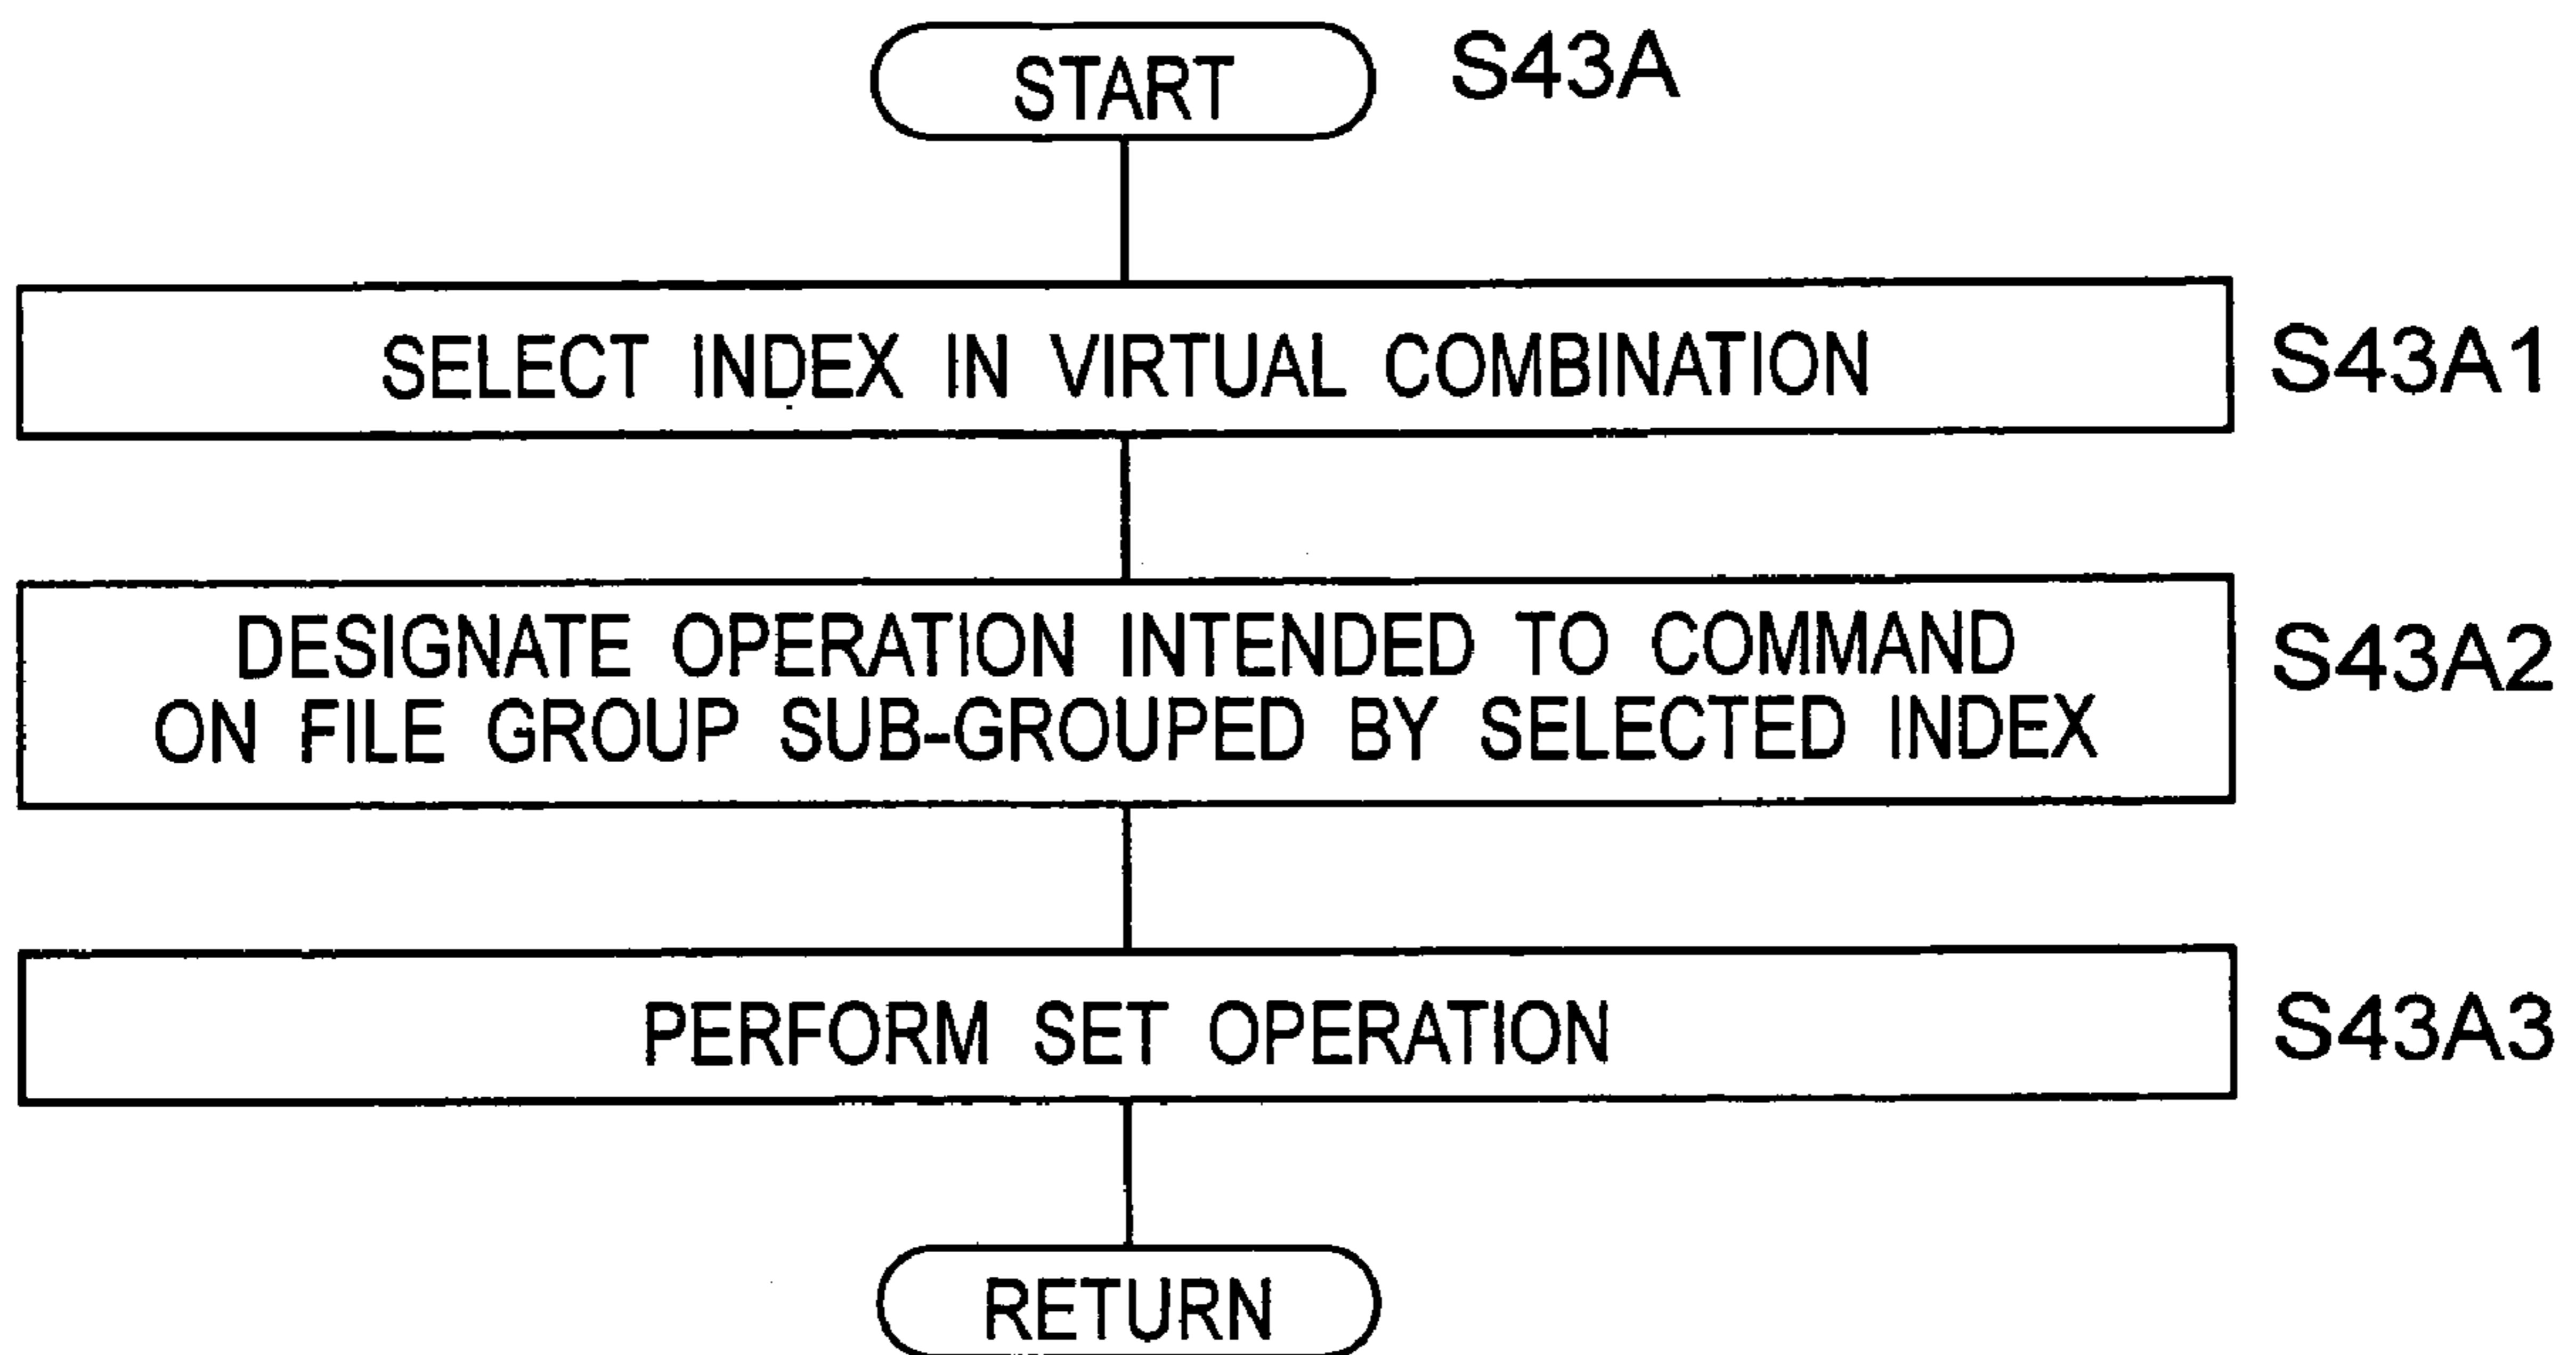 START
S43A
SELECT INDEX IN VIRTUAL COMBINATION
S43A1
DESIGNATE OPERATION INTENDED TO COMMAND
ON FILE GROUP SUB-GROUPED BY SELECTED INDEX
S43A2
PERFORM SET OPERATION
S43A3
RETURN